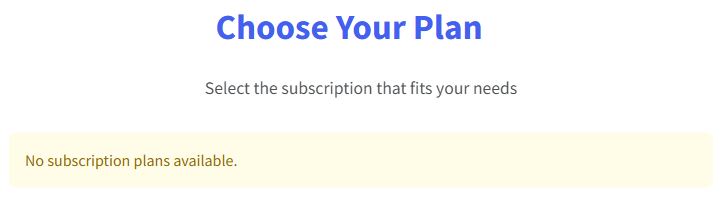 Choose Your Plan
Select the subscription that fits your needs
No subscription plans available.